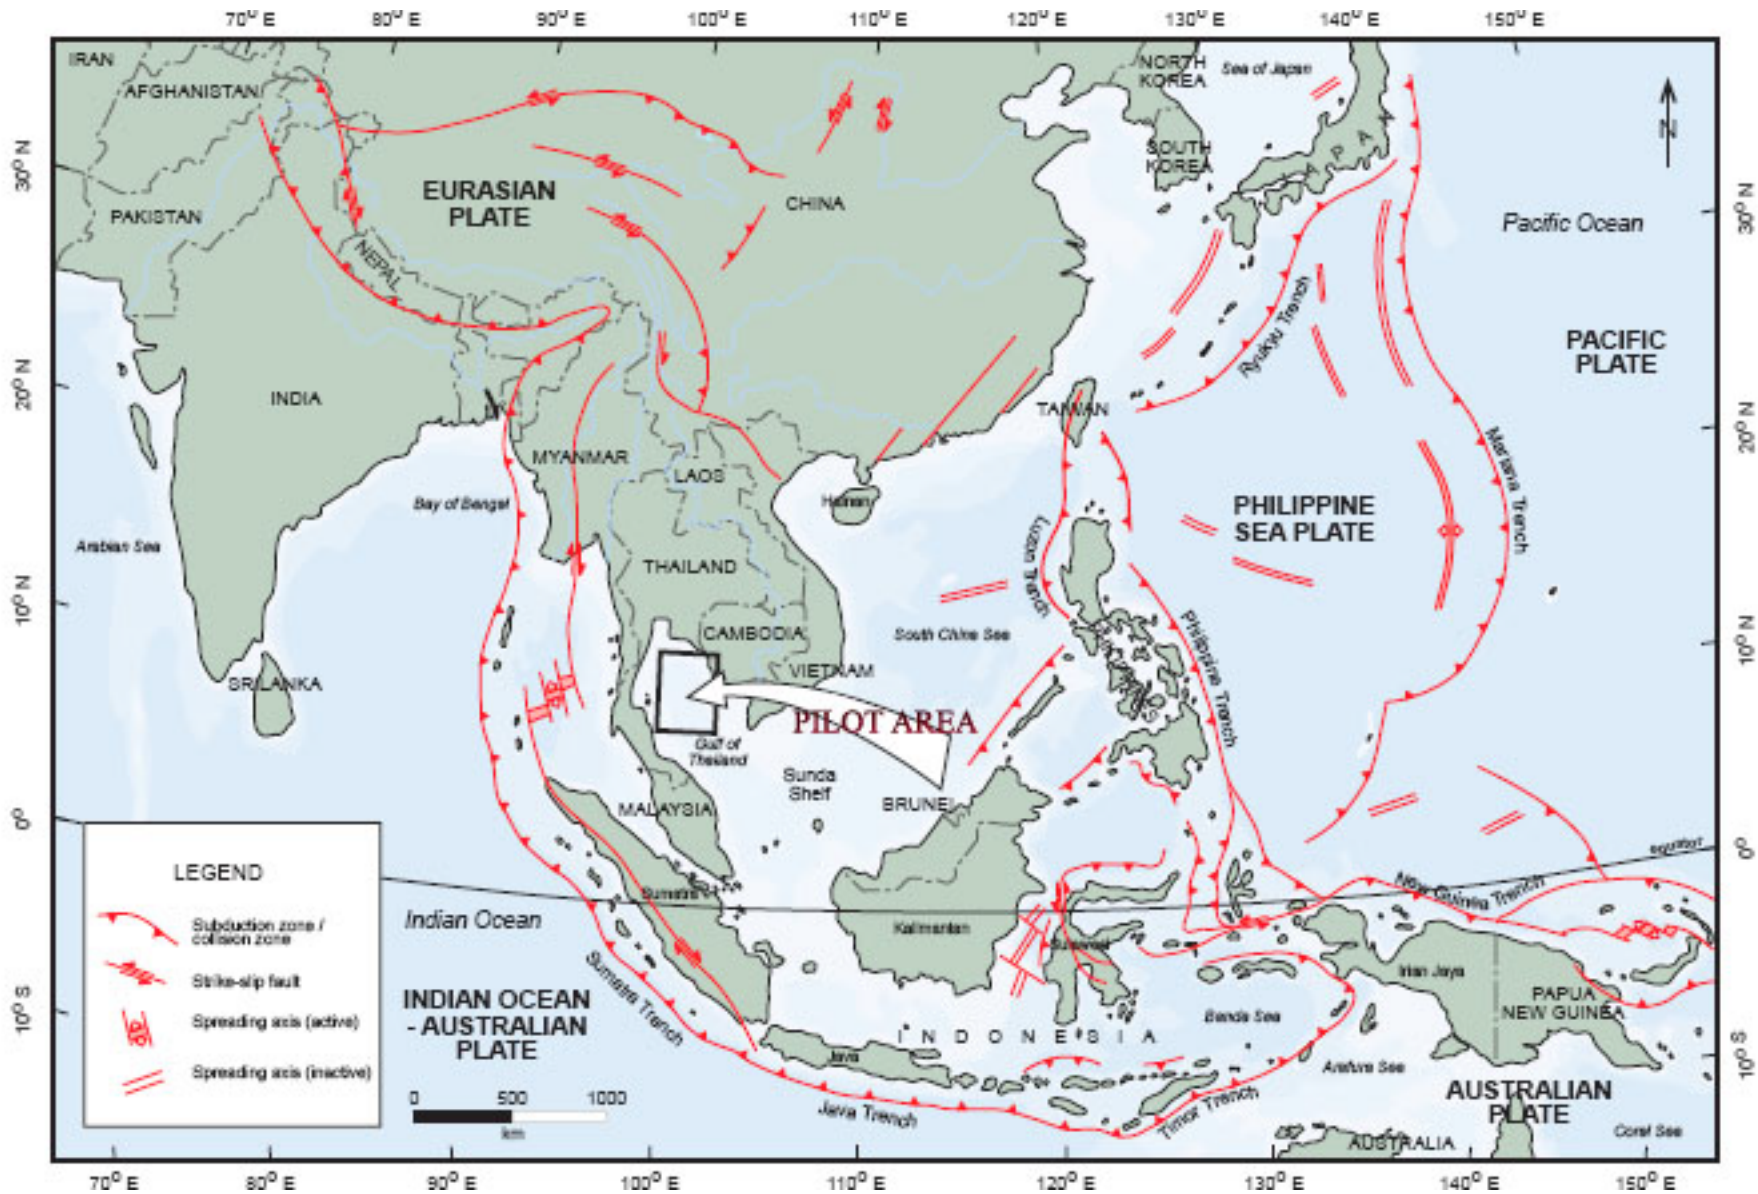 70° E 80° E 90° E 100° E 110° E 120° E 130° E 140° E 150° E
IRAN
AFGHANISTAN
PAKISTAN
NEPAL
EURASIAN
PLATE
CHINA
NORTH
KOREA
SOUTH
KOREA
Sea of Japan
JAPAN
N
Pacific Ocean
PACIFIC
PLATE
30° N
20° N
10° N
0°
10° S
30° N
20° N
10° N
0°
10° S
INDIA
MYANMAR
LAOS
Hainan
TAIWAN
Ryukyu Trench
Mariana Trench
PHILIPPINE
SEA PLATE
Bay of Bengal
Arabian Sea
THAILAND
CAMBODIA
VIETNAM
South China Sea
Luzon Trench
PHILIPPINES
Philippine Trench
SRI LANKA
PILOT AREA
Gulf of
Thailand
Sunda
Shelf
MALAYSIA
BRUNEI
equator
New Guinea Trench
Sumatra
Kalimantan
Sulawesi
Irian Jaya
PAPUA
NEW GUINEA
Indian Ocean
Sumatra Trench
INDIAN OCEAN
- AUSTRALIAN
PLATE
INDONESIA
Banda Sea
Java
Java Trench
Timor Trench
Arafura Sea
AUSTRALIAN
PLATE
AUSTRALIA
Coral Sea
LEGEND
Subduction zone /
collision zone
Strike-slip fault
Spreading axis (active)
Spreading axis (inactive)
0 500 1000
km
70° E 80° E 90° E 100° E 110° E 120° E 130° E 140° E 150° E